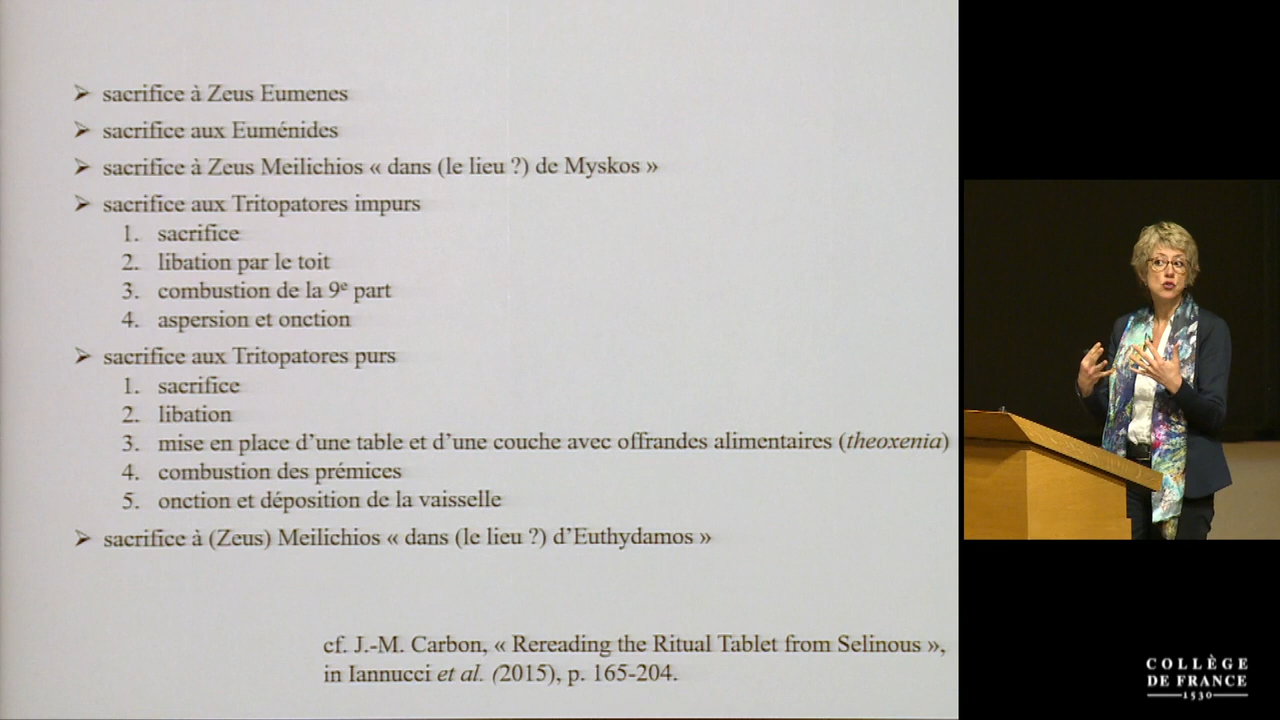 ➢ sacrifice à Zeus Eumenes
➢ sacrifice aux Euménides
➢ sacrifice à Zeus Meilichios « dans (le lieu ?) de Myskos »
➢ sacrifice aux Tritopatores impurs
1. sacrifice
2. libation par le toit
3. combustion de la 9e part
4. aspersion et onction
➢ sacrifice aux Tritopatores purs
1. sacrifice
2. libation
3. mise en place d’une table et d’une couche avec offrandes alimentaires (theoxenia)
4. combustion des prémices
5. onction et déposition de la vaisselle
➢ sacrifice à (Zeus) Meilichios « dans (le lieu ?) d’Euthydamos »
cf. J.-M. Carbon, « Rereading the Ritual Tablet from Selinous »,
in Iannucci et al. (2015), p. 165-204.
COLLÈGE
DE FRANCE
1530